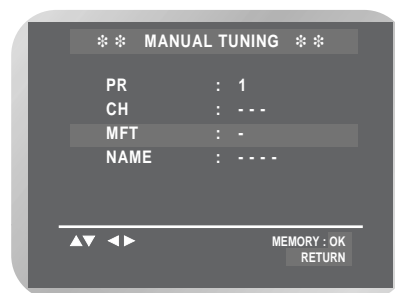 ❇ ❇ MANUAL TUNING ❇ ❇
PR : 1
CH : - - -
MFT : -
NAME : - - - -
▲▼ ◀▶ MEMORY : OK
RETURN